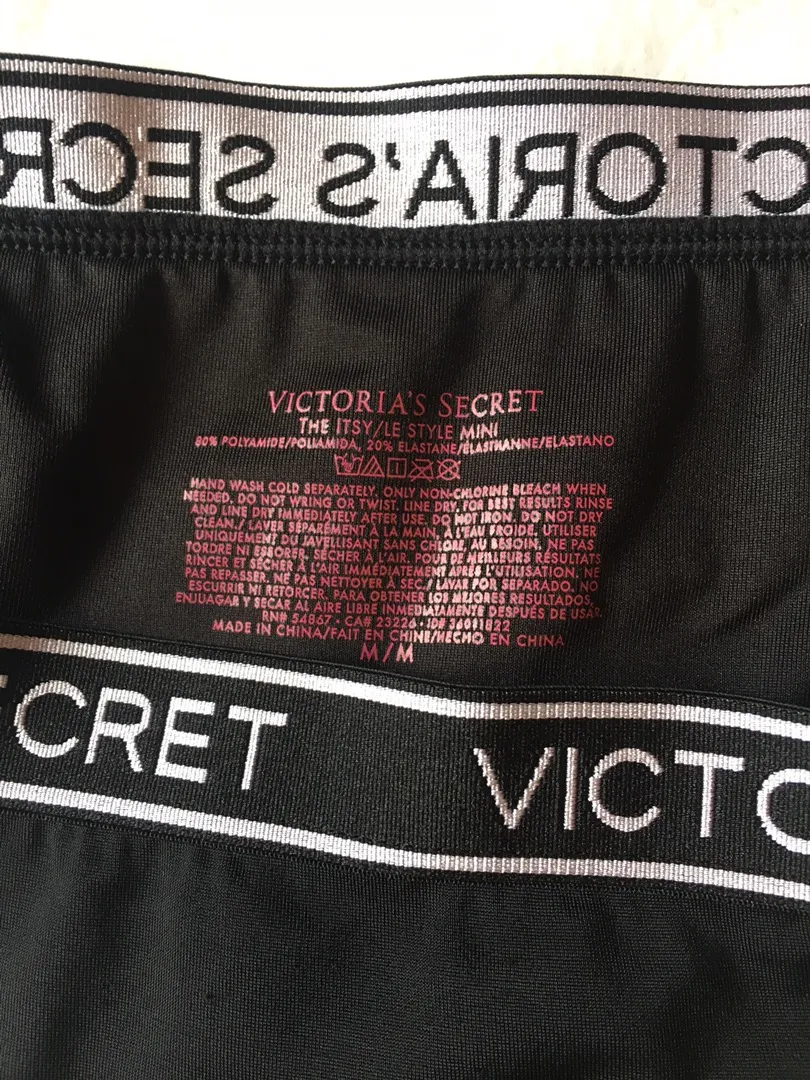 VICTORIA'S SECR
VICTORIA'S SECRET
THE ITSY/LE STYLE MINI
80% POLYAMIDE/POLIAMIDA, 20% ELASTANE/ÉLASTHANNE/ELASTANO
HAND WASH COLD SEPARATELY. ONLY NON-CHLORINE BLEACH WHEN
NEEDED. DO NOT WRING OR TWIST. LINE DRY. FOR BEST RESULTS RINSE
AND LINE DRY IMMEDIATELY AFTER USE. DO NOT IRON. DO NOT DRY
CLEAN./ LAVER SÉPARÉMENT À LA MAIN, À L'EAU FROIDE. UTILISER
UNIQUEMENT DU JAVELLISANT SANS CHLORE, AU BESOIN. NE PAS
TORDRE NI ESSORER. SÉCHER À L'AIR. POUR DE MEILLEURS RÉSULTATS
RINCER ET SÉCHER À L'AIR IMMÉDIATEMENT APRÈS L'UTILISATION. NE
PAS REPASSER. NE PAS NETTOYER À SEC./ LAVAR POR SEPARADO. NO
ESCURRIR NI RETORCER. PARA OBTENER LOS MEJORES RESULTADOS,
ENJUAGAR Y SECAR AL AIRE LIBRE INMEDIATAMENTE DESPUÉS DE USAR.
RN# 54867 · CA# 23226 · ID# 36011822
MADE IN CHINA/FAIT EN CHINE/HECHO EN CHINA
M/M
ECRET VICTO